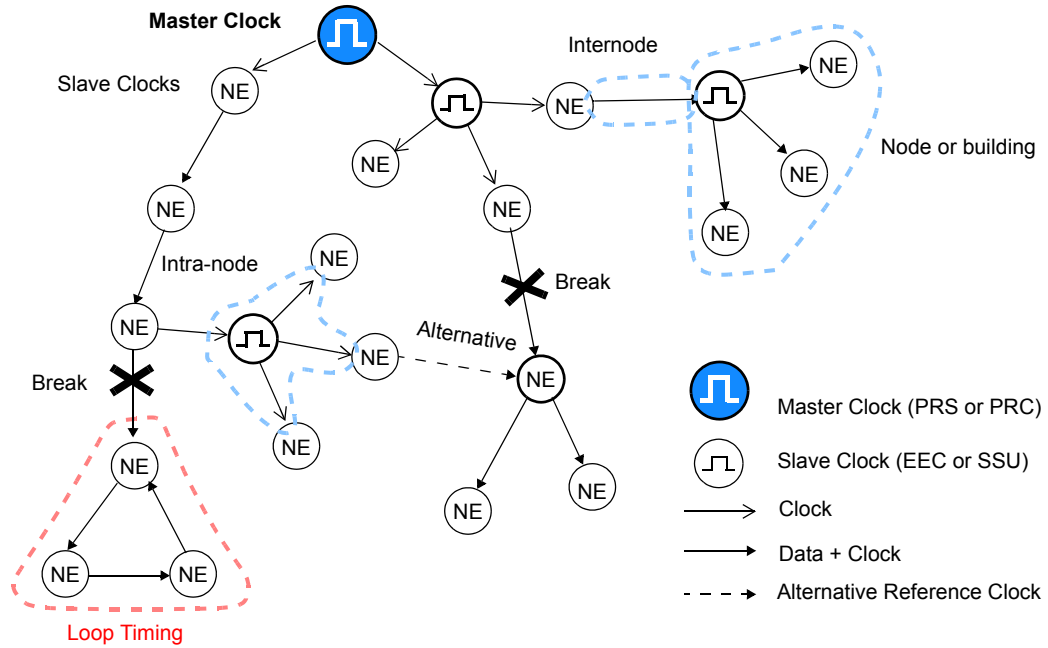 Master Clock
Internode
Slave Clocks
NE
NE
NE
NE
NE
Node or building
NE
NE
NE
NE
Intra-node
NE
Break
NE
Alternative
NE
NE
Break
NE
Master Clock (PRS or PRC)
NE
NE
Slave Clock (EEC or SSU)
NE
NE
Clock
Data + Clock
NE
NE
Alternative Reference Clock
Loop Timing